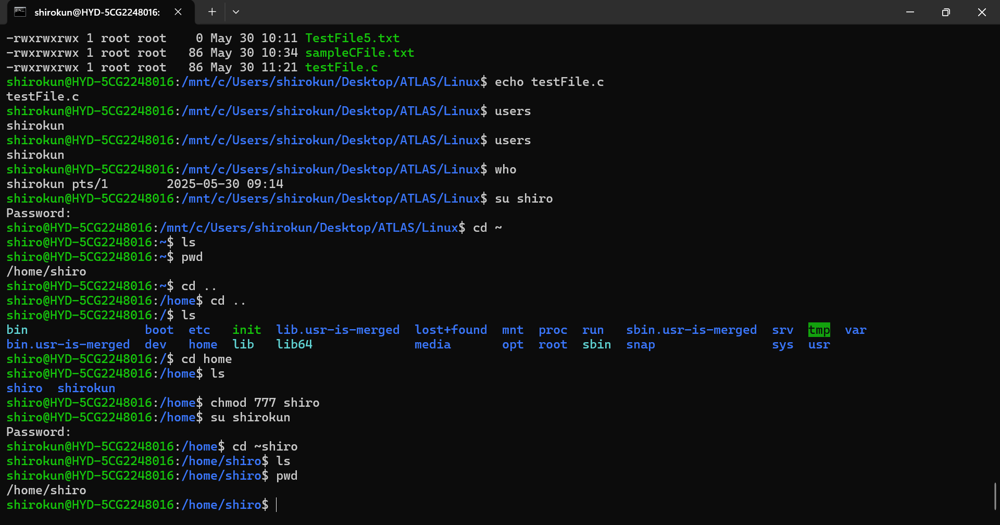 shirokun@HYD-5CG2248016:
-rwxrwxrwx 1 root root    0 May 30 10:11 TestFile5.txt
-rwxrwxrwx 1 root root   86 May 30 10:34 sampleCFile.txt
-rwxrwxrwx 1 root root   86 May 30 11:21 testFile.c
shirokun@HYD-5CG2248016:/mnt/c/Users/shirokun/Desktop/ATLAS/Linux$ echo testFile.c
testFile.c
shirokun@HYD-5CG2248016:/mnt/c/Users/shirokun/Desktop/ATLAS/Linux$ users
shirokun
shirokun@HYD-5CG2248016:/mnt/c/Users/shirokun/Desktop/ATLAS/Linux$ users
shirokun
shirokun@HYD-5CG2248016:/mnt/c/Users/shirokun/Desktop/ATLAS/Linux$ who
shirokun pts/1        2025-05-30 09:14
shirokun@HYD-5CG2248016:/mnt/c/Users/shirokun/Desktop/ATLAS/Linux$ su shiro
Password:
shiro@HYD-5CG2248016:/mnt/c/Users/shirokun/Desktop/ATLAS/Linux$ cd ~
shiro@HYD-5CG2248016:~$ ls
shiro@HYD-5CG2248016:~$ pwd
/home/shiro
shiro@HYD-5CG2248016:~$ cd ..
shiro@HYD-5CG2248016:/home$ cd ..
shiro@HYD-5CG2248016:/$ ls
bin                boot  etc   init  lib.usr-is-merged  lost+found  mnt  proc  run   sbin.usr-is-merged  srv  tmp  var
bin.usr-is-merged  dev   home  lib   lib64              media       opt  root  sbin  snap                sys  usr
shiro@HYD-5CG2248016:/$ cd home
shiro@HYD-5CG2248016:/home$ ls
shiro  shirokun
shiro@HYD-5CG2248016:/home$ chmod 777 shiro
shiro@HYD-5CG2248016:/home$ su shirokun
Password:
shirokun@HYD-5CG2248016:/home$ cd ~shiro
shirokun@HYD-5CG2248016:/home/shiro$ ls
shirokun@HYD-5CG2248016:/home/shiro$ pwd
/home/shiro
shirokun@HYD-5CG2248016:/home/shiro$